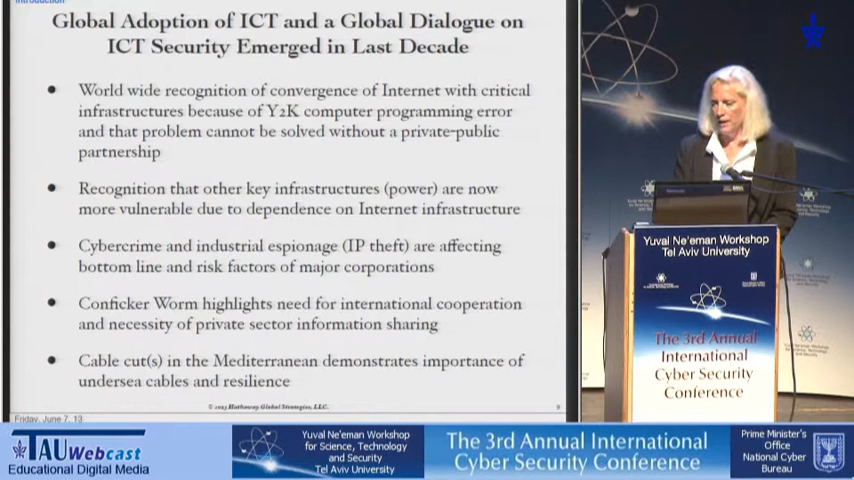 Introduction
Global Adoption of ICT and a Global Dialogue on
ICT Security Emerged in Last Decade
• World wide recognition of convergence of Internet with critical
infrastructures because of Y2K computer programming error
and that problem cannot be solved without a private-public
partnership
• Recognition that other key infrastructures (power) are now
more vulnerable due to dependence on Internet infrastructure
• Cybercrime and industrial espionage (IP theft) are affecting
bottom line and risk factors of major corporations
• Conficker Worm highlights need for international cooperation
and necessity of private sector information sharing
• Cable cut(s) in the Mediterranean demonstrates importance of
undersea cables and resilience
© 2013 Hathaway Global Strategies, LLC.
9
Friday, June 7, 13
Yuval Ne'eman Workshop
Tel Aviv University
The 3rd Annual
International
Cyber Security
Conference
TAU Webcast
Educational Digital Media
Yuval Ne'eman Workshop
for Science, Technology
and Security
Tel Aviv University
The 3rd Annual International
Cyber Security Conference
Prime Minister's
Office
National Cyber
Bureau